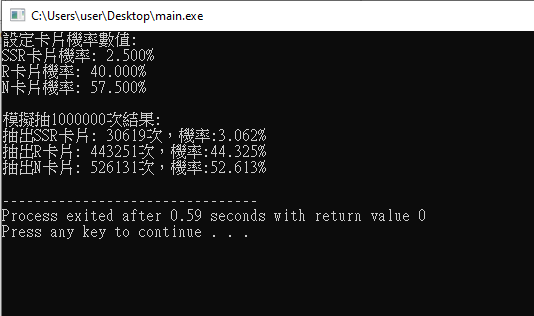 C:\Users\user\Desktop\main.exe
設定卡片機率數值:
SSR卡片機率: 2.500%
R卡片機率: 40.000%
N卡片機率: 57.500%
模擬抽1000000次結果:
抽出SSR卡片: 30619次，機率:3.062%
抽出R卡片: 443251次，機率:44.325%
抽出N卡片: 526131次，機率:52.613%
--------------------------------
Process exited after 0.59 seconds with return value 0
Press any key to continue . . .